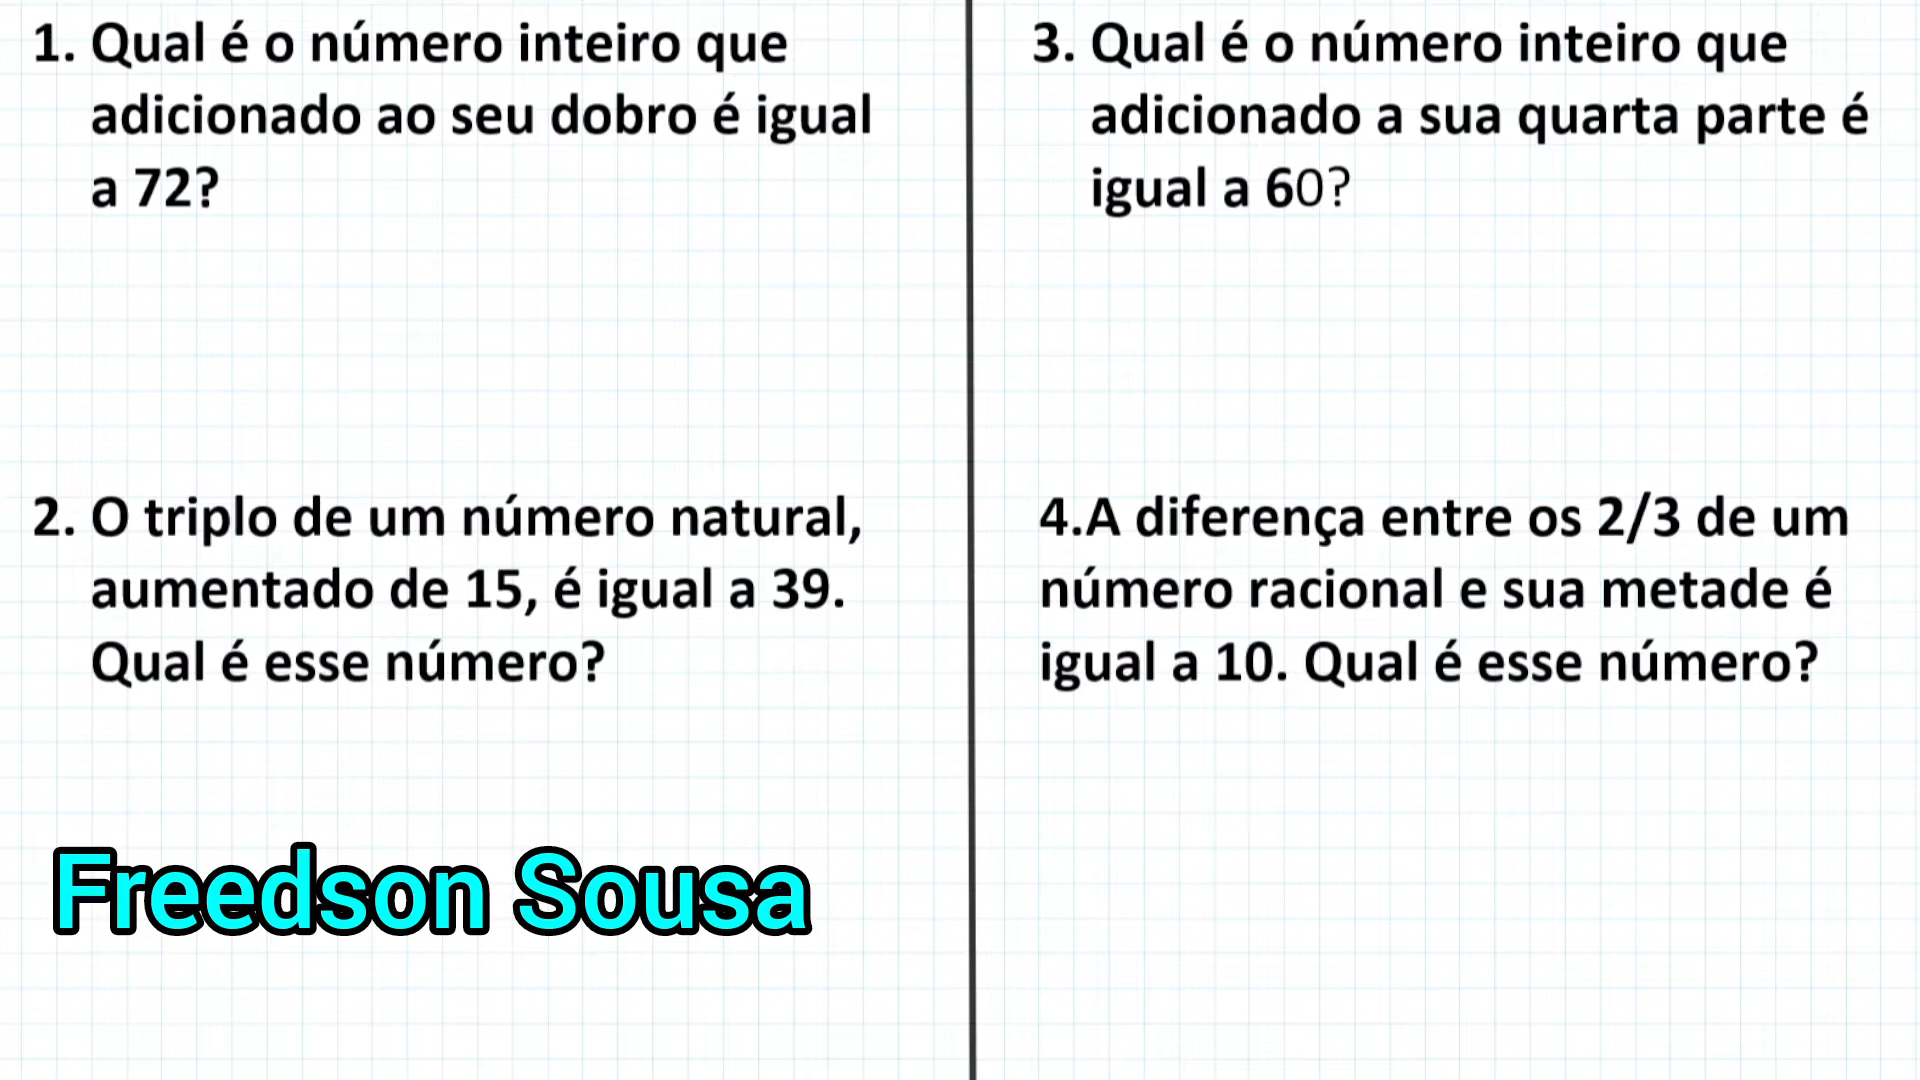 1. Qual é o número inteiro que
adicionado ao seu dobro é igual
a 72?
2. O triplo de um número natural,
aumentado de 15, é igual a 39.
Qual é esse número?
Freedson Sousa
3. Qual é o número inteiro que
adicionado a sua quarta parte é
igual a 60?
4.A diferença entre os 2/3 de um
número racional e sua metade é
igual a 10. Qual é esse número?